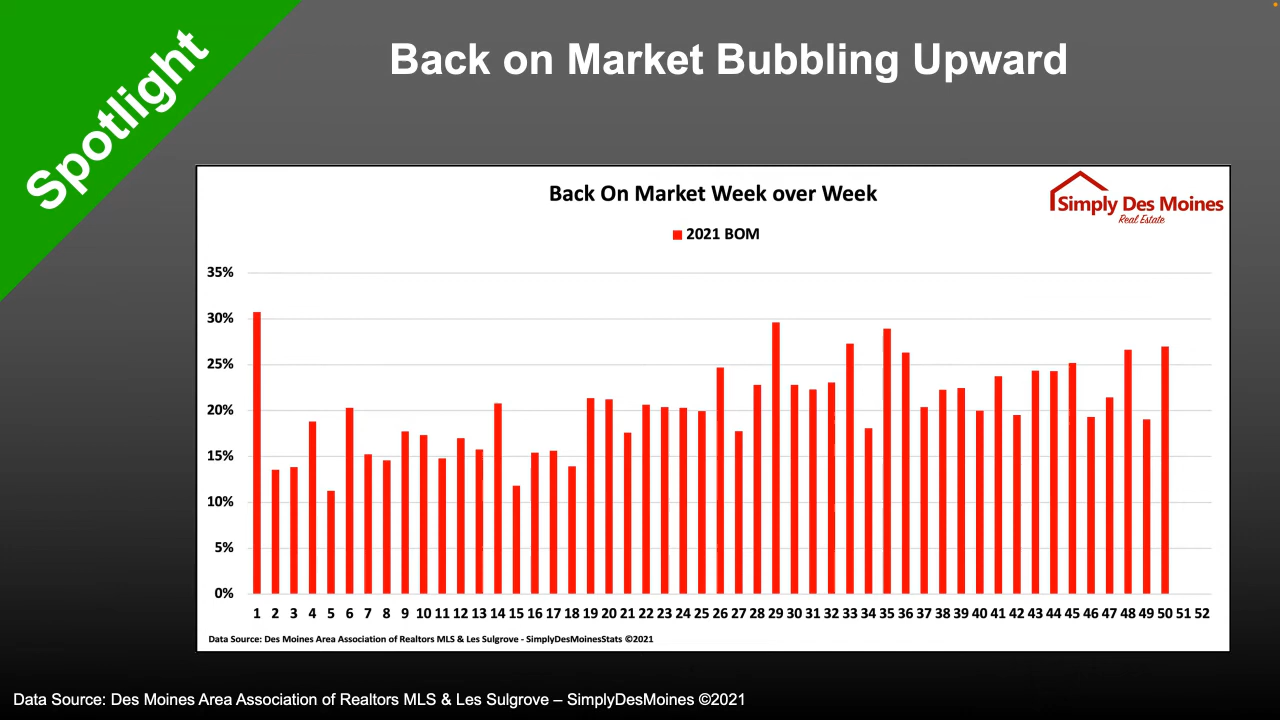 Spotlight
Back on Market Bubbling Upward
Back On Market Week over Week
Simply Des Moines
Real Estate
2021 BOM
35%
30%
25%
20%
15%
10%
5%
0%
1 2 3 4 5 6 7 8 9 10 11 12 13 14 15 16 17 18 19 20 21 22 23 24 25 26 27 28 29 30 31 32 33 34 35 36 37 38 39 40 41 42 43 44 45 46 47 48 49 50 51 52
Data Source: Des Moines Area Association of Realtors MLS & Les Sulgrove - SimplyDesMoinesStats ©2021
Data Source: Des Moines Area Association of Realtors MLS & Les Sulgrove – SimplyDesMoines ©2021